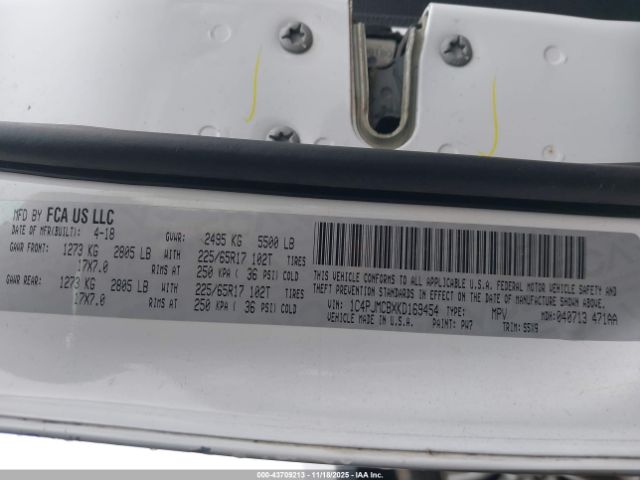 MFD BY FCA US LLC
DATE OF MFR(BUILT): 4-18 GVWR: 2495 KG 5500 LB
GAWR FRONT: 1273 KG 2805 LB WITH 225/65R17 102T TIRES
17X7.0 RIMS AT 250 KPA ( 36 PSI) COLD
GAWR REAR: 1273 KG 2805 LB WITH 225/65R17 102T TIRES
17X7.0 RIMS AT 250 KPA ( 36 PSI) COLD
THIS VEHICLE CONFORMS TO ALL APPLICABLE U.S.A. FEDERAL MOTOR VEHICLE SAFETY AND
THEFT PREVENTION STANDARDS IN EFFECT ON THE DATE OF MANUFACTURE SHOWN ABOVE.
VIN: 1C4PJMCBXKD169454 TYPE: MPV MDH: 040713 471AA
VEHICLE MADE IN U.S.A. PAINT: PW7 TRIM: S5X9
000-43709213 - 11/18/2025 - IAA Inc.